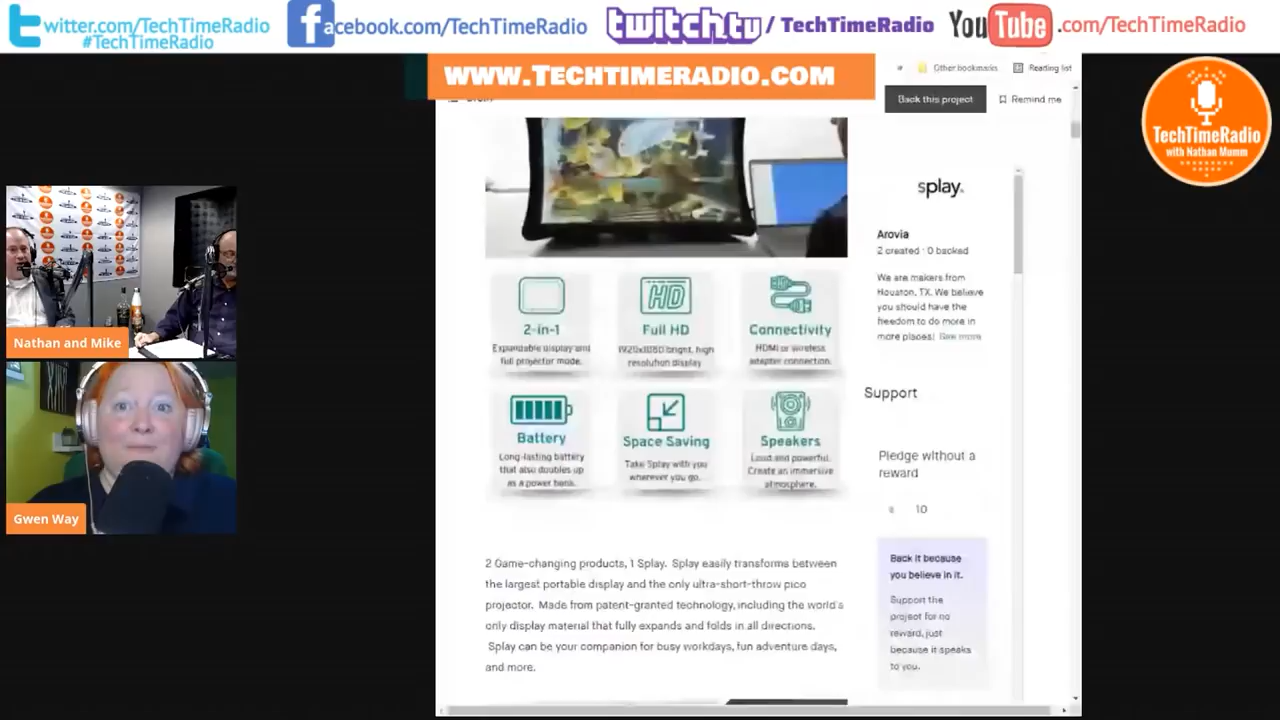 twitter.com/TechTimeRadio
#TechTimeRadio
facebook.com/TechTimeRadio
twitchtv / TechTimeRadio
YouTube.com/TechTimeRadio
www.Techtimeradio.com
Other bookmarks
Reading list
Back this project
Remind me
TechTimeRadio
with Nathan Mumm
splay
Arovia
2 created · 0 backed
We are makers from
Houston, TX. We believe
you should have the
freedom to do more in
more places! See more
2-in-1
Expandable display and
full projector mode.
Full HD
1920x1080 bright, high
resolution display
Connectivity
HDMI or wireless
adapter connection.
Battery
Long-lasting battery
that also doubles up
as a power bank.
Space Saving
Take Splay with you
wherever you go.
Speakers
Loud and powerful.
Create an immersive
atmosphere.
Support
Pledge without a
reward
10
Back it because
you believe in it.
Support the
project for no
reward, just
because it speaks
to you.
2 Game-changing products, 1 Splay. Splay easily transforms between
the largest portable display and the only ultra-short-throw pico
projector. Made from patent-granted technology, including the world's
only display material that fully expands and folds in all directions.
Splay can be your companion for busy workdays, fun adventure days,
and more.
Nathan and Mike
Gwen Way